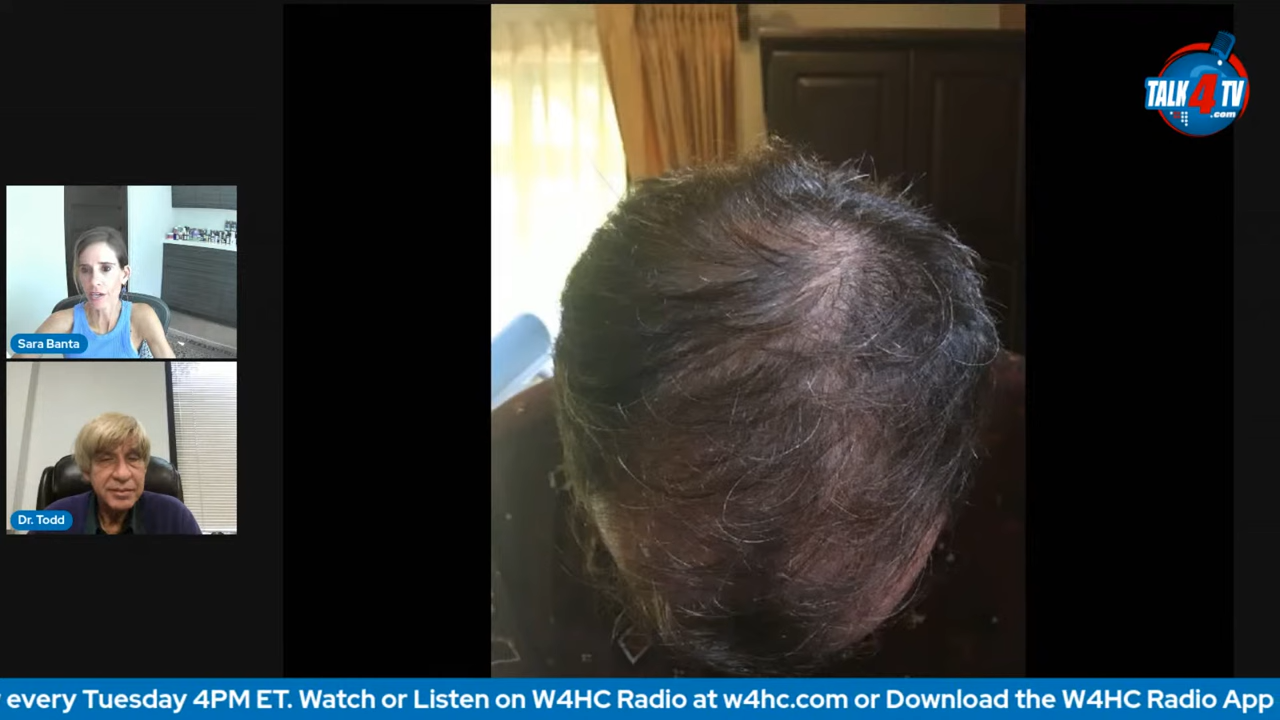 TALK4TV
.com
Sara Banta
Dr. Todd
every Tuesday 4PM ET. Watch or Listen on W4HC Radio at w4hc.com or Download the W4HC Radio App